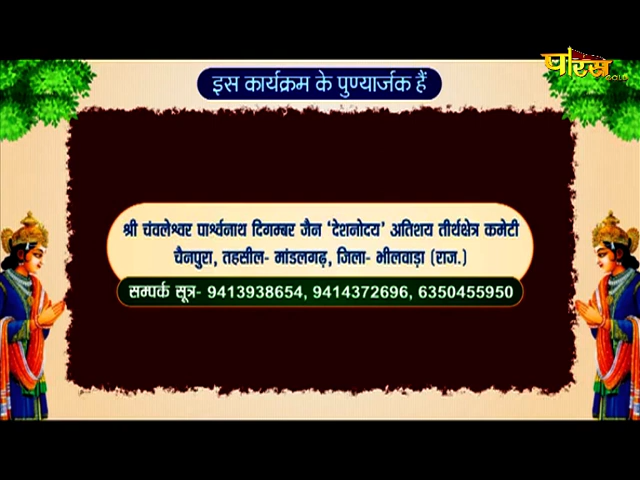 पारस
GOLD
इस कार्यक्रम के पुण्यार्जक हैं
श्री चंवलेश्वर पार्श्वनाथ दिगम्बर जैन ‘देशनोदय’ अतिशय तीर्थक्षेत्र कमेटी
चैनपुरा, तहसील- मांडलगढ़, जिला- भीलवाड़ा (राज.)
सम्पर्क सूत्र- 9413938654, 9414372696, 6350455950